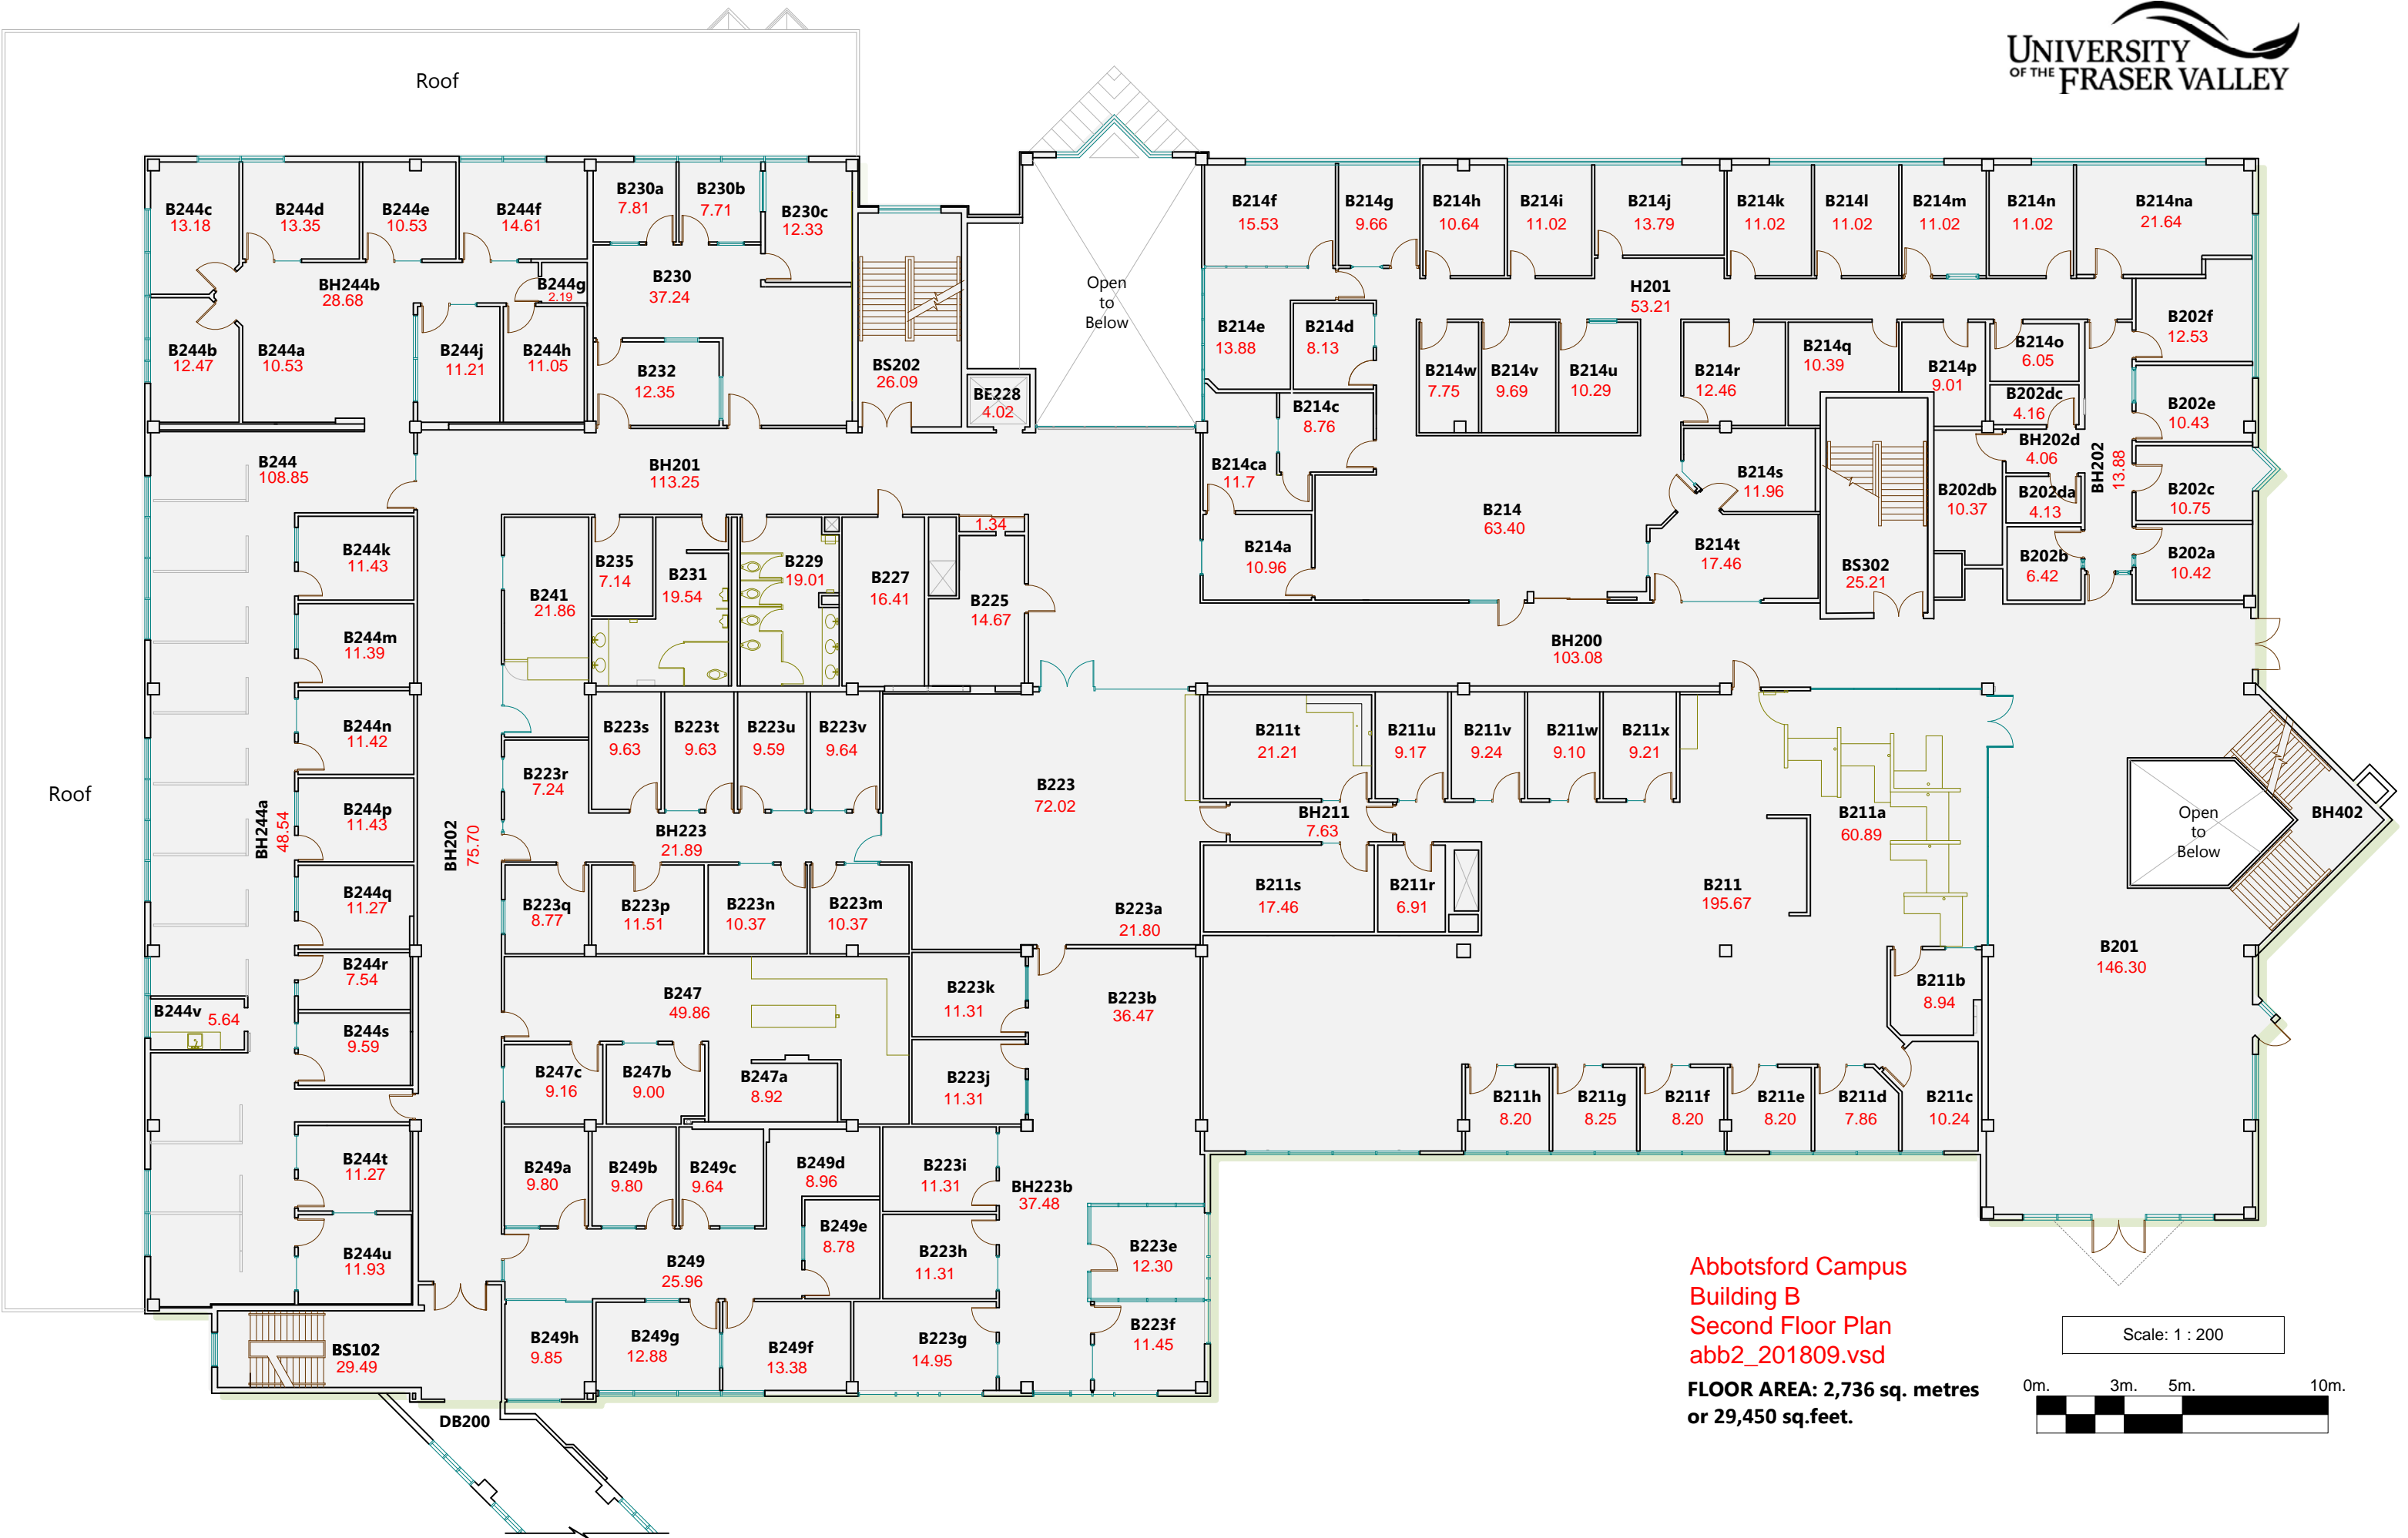 UNIVERSITY
OF THE FRASER VALLEY
Roof
B244c
13.18
B244d
13.35
B244e
10.53
B244f
14.61
B230a
7.81
B230b
7.71
B230c
12.33
B214f
15.53
B214g
9.66
B214h
10.64
B214i
11.02
B214j
13.79
B214k
11.02
B214l
11.02
B214m
11.02
B214n
11.02
B214na
21.64
BH244b
28.68
B244g
2.19
B230
37.24
Open
to
Below
H201
53.21
B244b
12.47
B244a
10.53
B244j
11.21
B244h
11.05
B232
12.35
BS202
26.09
BE228
4.02
B214e
13.88
B214d
8.13
B214c
8.76
B214w
7.75
B214v
9.69
B214u
10.29
B214r
12.46
B214q
10.39
B214p
9.01
B214o
6.05
B202f
12.53
B202dc
4.16
B202e
10.43
B244
108.85
BH201
113.25
B214ca
11.7
B214
63.40
B214s
11.96
B202db
10.37
BH202d
4.06
B202da
4.13
BH202
13.88
B202c
10.75
B244k
11.43
B241
21.86
B235
7.14
B231
19.54
B229
19.01
B227
16.41
1.34
B225
14.67
B214a
10.96
B214t
17.46
BS302
25.21
B202b
6.42
B202a
10.42
B244m
11.39
BH200
103.08
B244n
11.42
B223s
9.63
B223t
9.63
B223u
9.59
B223v
9.64
B211t
21.21
B211u
9.17
B211v
9.24
B211w
9.10
B211x
9.21
Roof
B244p
11.43
BH244a
48.54
BH202
75.70
B223r
7.24
BH223
21.89
B223
72.02
BH211
7.63
B211a
60.89
Open
to
Below
BH402
B244q
11.27
B223q
8.77
B223p
11.51
B223n
10.37
B223m
10.37
B223a
21.80
B211s
17.46
B211r
6.91
B211
195.67
B201
146.30
B244r
7.54
B244v
5.64
B244s
9.59
B247
49.86
B223k
11.31
B223b
36.47
B211b
8.94
B247c
9.16
B247b
9.00
B247a
8.92
B223j
11.31
B211h
8.20
B211g
8.25
B211f
8.20
B211e
8.20
B211d
7.86
B211c
10.24
B244t
11.27
B249a
9.80
B249b
9.80
B249c
9.64
B249d
8.96
B223i
11.31
BH223b
37.48
B244u
11.93
B249
25.96
B249e
8.78
B223h
11.31
B223e
12.30
BS102
29.49
B249h
9.85
B249g
12.88
B249f
13.38
B223g
14.95
B223f
11.45
DB200
Abbotsford Campus
Building B
Second Floor Plan
abb2_201809.vsd
FLOOR AREA: 2,736 sq. metres
or 29,450 sq.feet.
Scale: 1 : 200
0m. 3m. 5m. 10m.